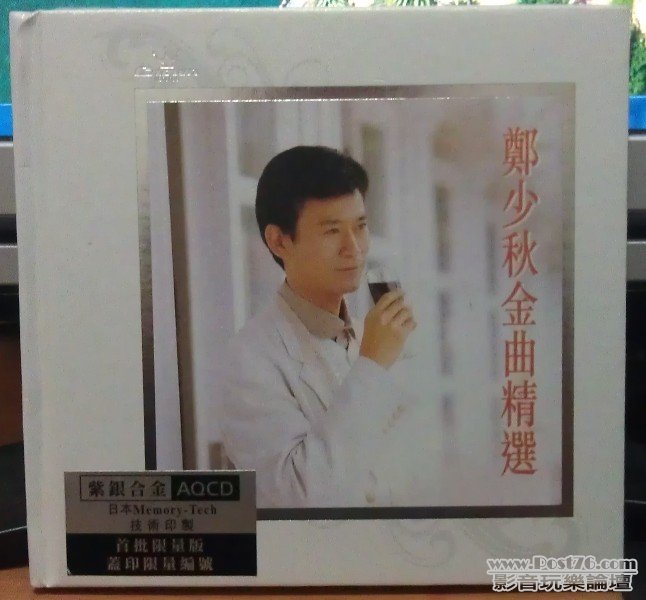 鄭少秋金曲精選
紫銀合金 AQCD
日本Memory-Tech
技術印製
首批限量版
蓋印限量編號
www.Post76.com
影音玩樂論壇